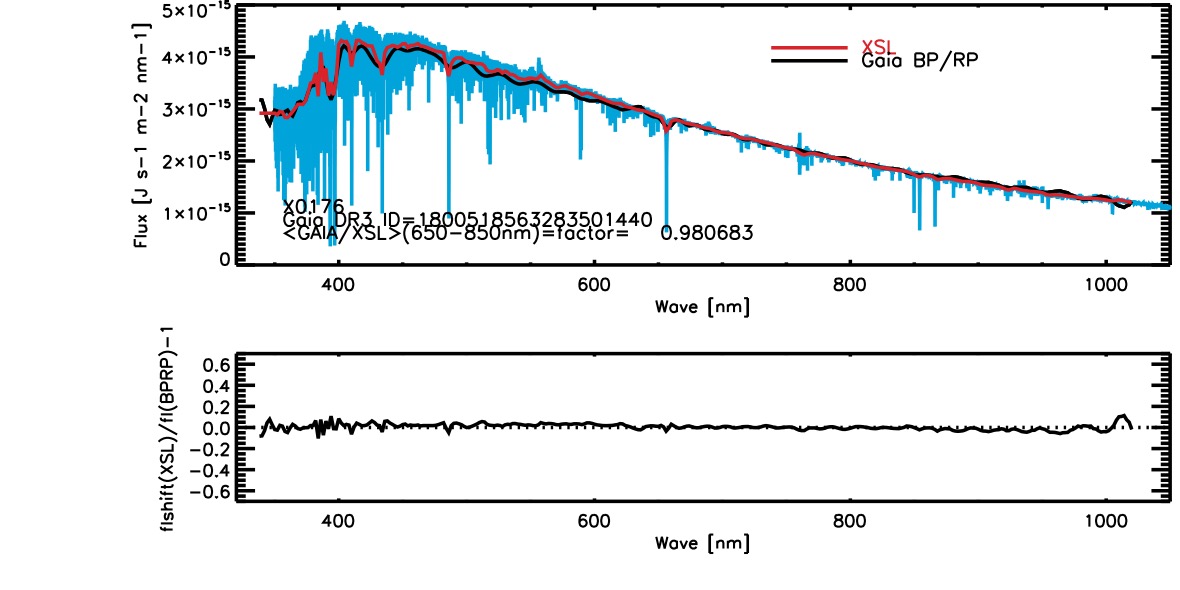 5×10-15
4×10-15
3×10-15
2×10-15
1×10-15
0
Flux [J s-1 m-2 nm-1]
XSL
Gaia BP/RP
X0176
Gaia DR3 ID=18005185632835014​40
<GAIA/XSL>(650-850nm)=factor= 0.980683
400 600 800 1000
Wave [nm]
flshift(XSL)/fl(BPRP)-1
0.6
0.4
0.2
0.0
-0.2
-0.4
-0.6
400 600 800 1000
Wave [nm]